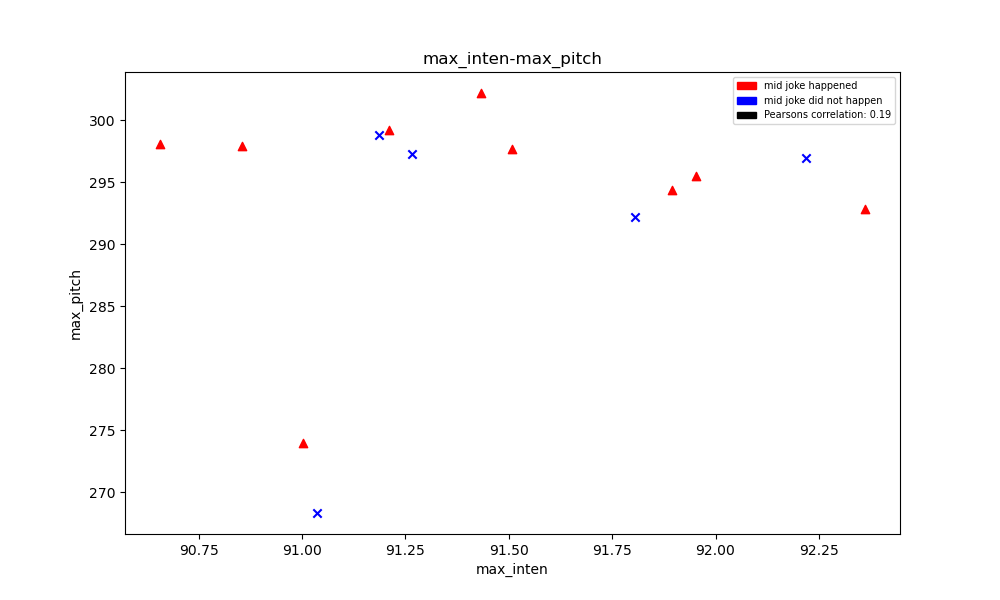 max_inten-max_pitch
mid joke happened
mid joke did not happen
Pearsons correlation: 0.19
300
295
290
285
280
275
270
max_pitch
90.75 91.00 91.25 91.50 91.75 92.00 92.25
max_inten